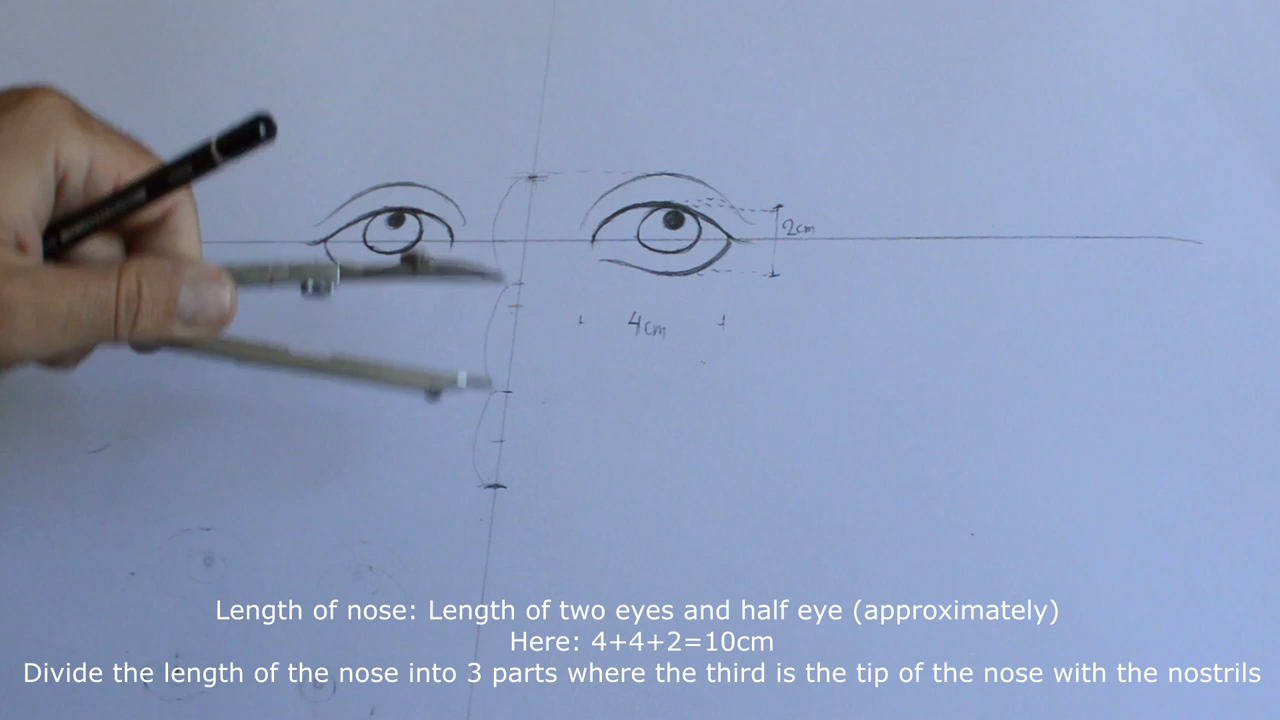 2cm
4cm
Length of nose: Length of two eyes and half eye (approximately)
Here: 4+4+2=10cm
Divide the length of the nose into 3 parts where the third is the tip of the nose with the nostrils